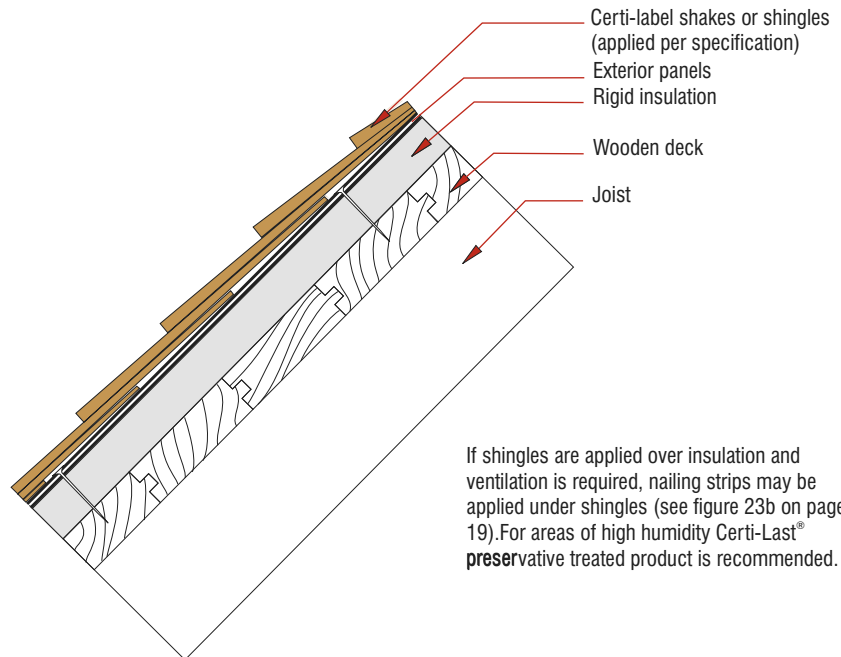 Certi-label shakes or shingles
(applied per specification)
Exterior panels
Rigid insulation
Wooden deck
Joist
If shingles are applied over insulation and
ventilation is required, nailing strips may be
applied under shingles (see figure 23b on page
19).For areas of high humidity Certi-Last®
preservative treated product is recommended.